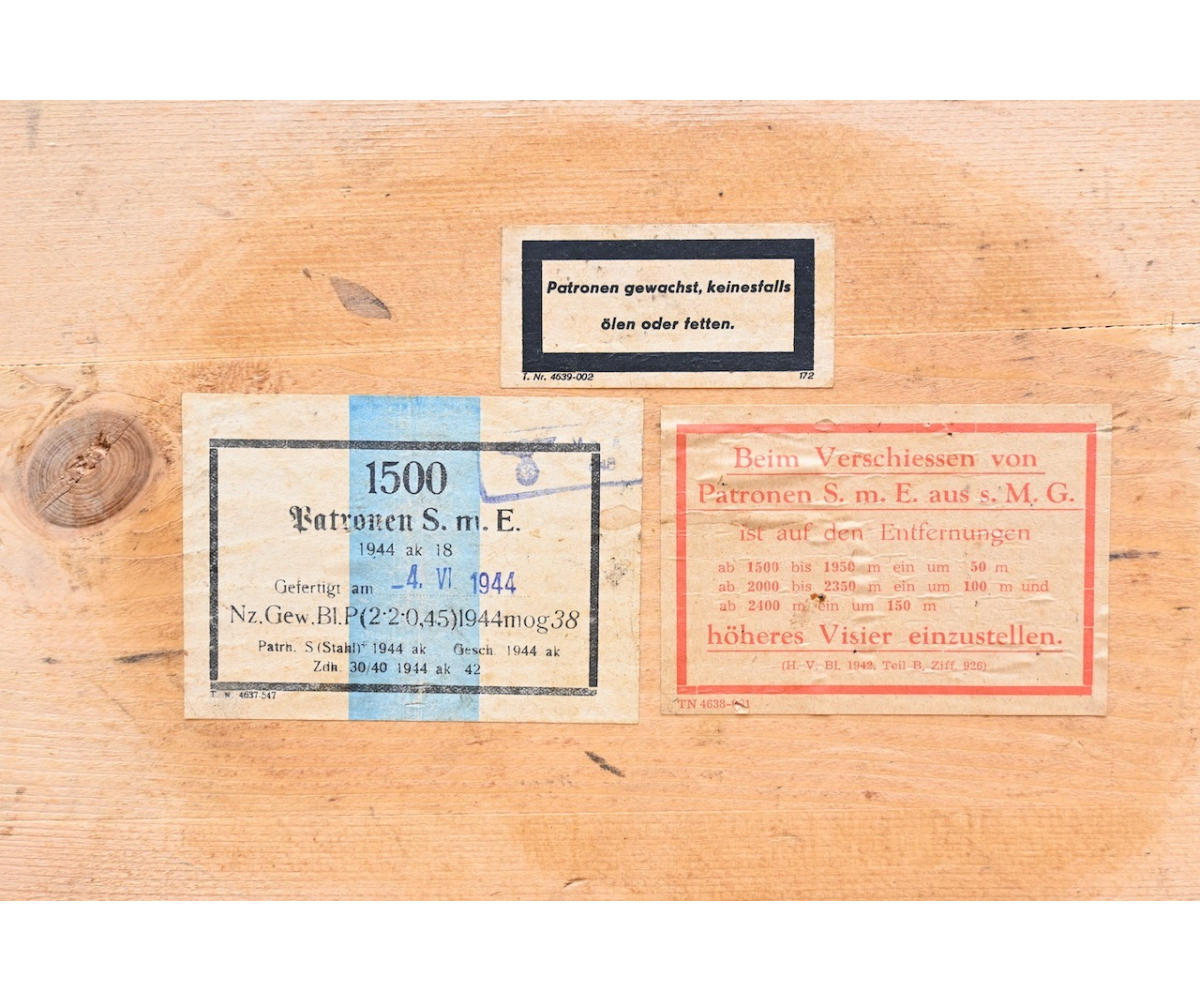 Patronen gewachst, keinesfalls
ölen oder fetten.
T. Nr. 4639-002 172
1500
Patronen S. m. E.
1944 ak 18
Gefertigt am 4. VI 1944
Nz.Gew.Bl.P(2·2·0,45)1944mog38
Patrh. S (Stahl) 1944 ak Gesch. 1944 ak
Zdh. 30/40 1944 ak 42
T. N. 4637-547
Beim Verschiessen von
Patronen S. m. E. aus s. M. G.
ist auf den Entfernungen
ab 1500 bis 1950 m ein um 50 m
ab 2000 bis 2350 m ein um 100 m und
ab 2400 m ein um 150 m
höheres Visier einzustellen.
(H.-V. Bl. 1942, Teil B, Ziff. 926)
TN